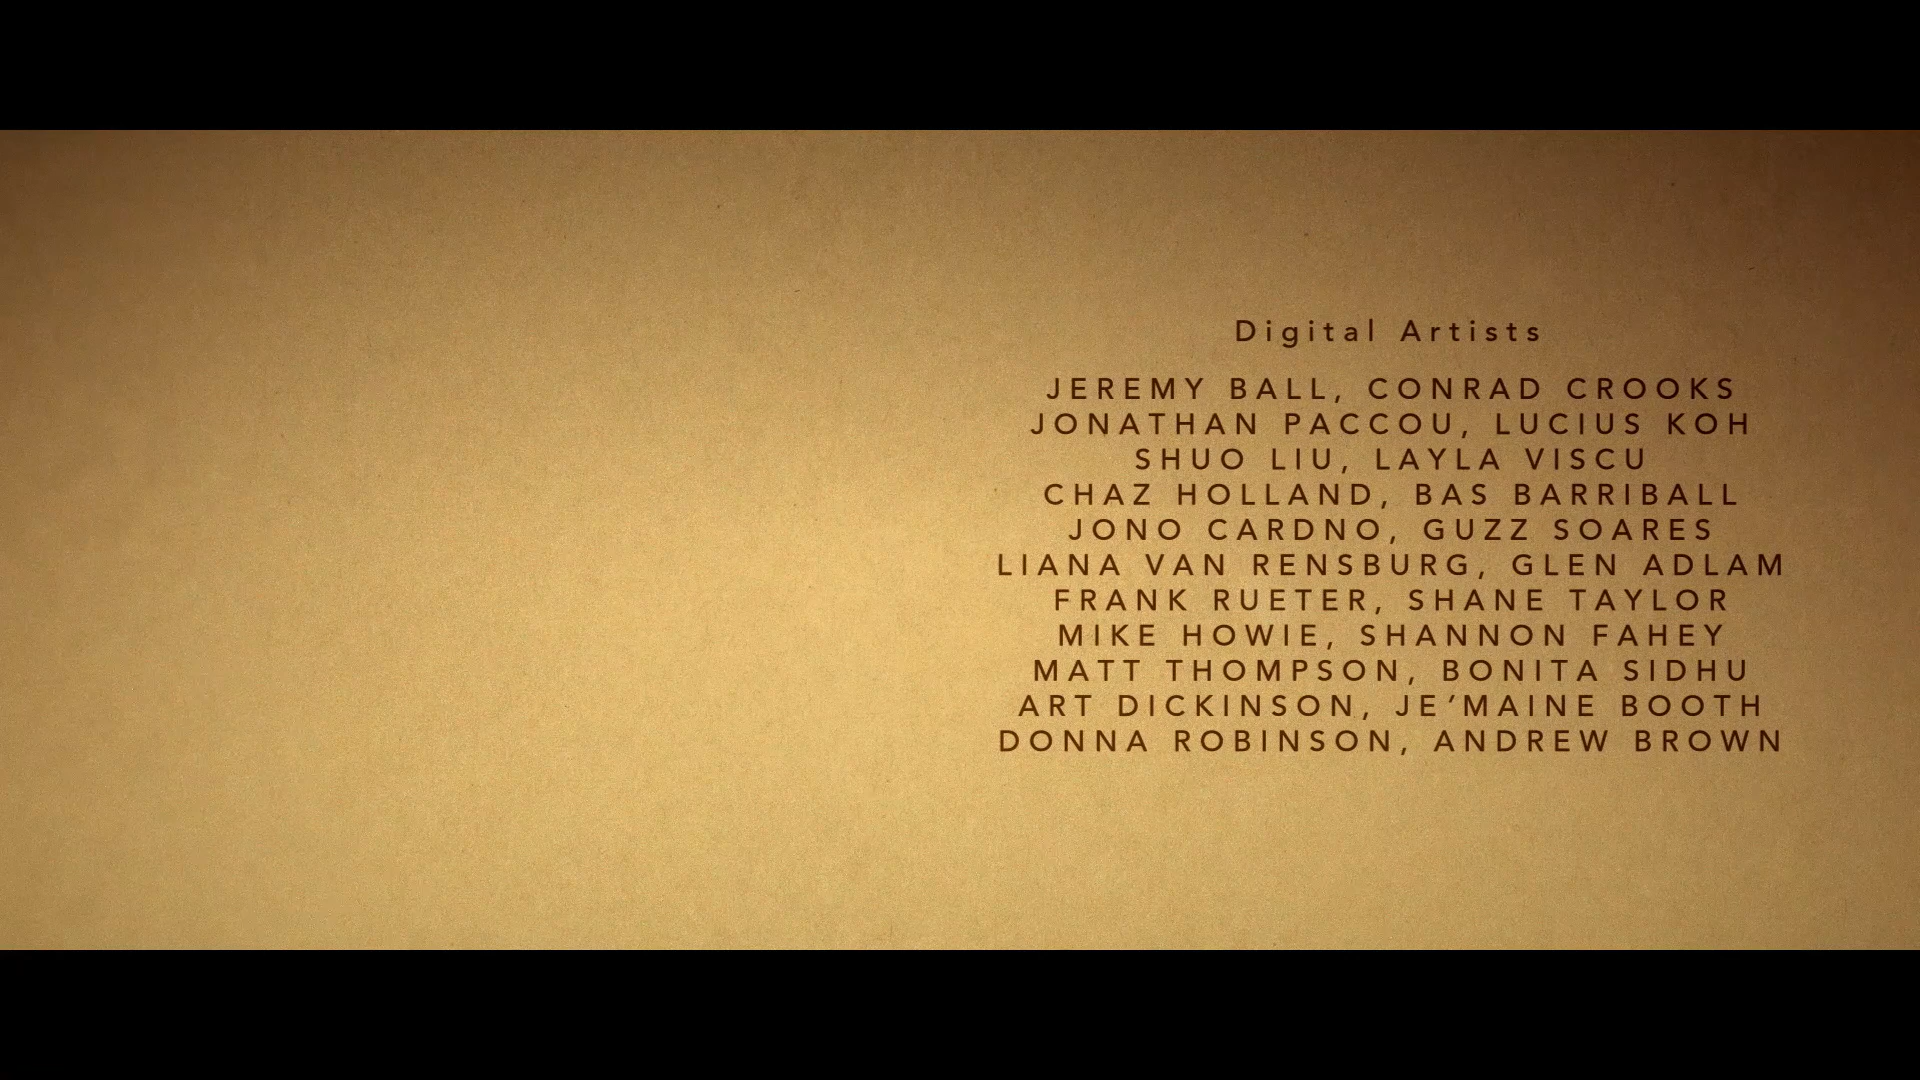 Digital Artists
JEREMY BALL, CONRAD CROOKS
JONATHAN PACCOU, LUCIUS KOH
SHUO LIU, LAYLA VISCU
CHAZ HOLLAND, BAS BARRIBALL
JONO CARDNO, GUZZ SOARES
LIANA VAN RENSBURG, GLEN ADLAM
FRANK RUETER, SHANE TAYLOR
MIKE HOWIE, SHANNON FAHEY
MATT THOMPSON, BONITA SIDHU
ART DICKINSON, JE’MAINE BOOTH
DONNA ROBINSON, ANDREW BROWN